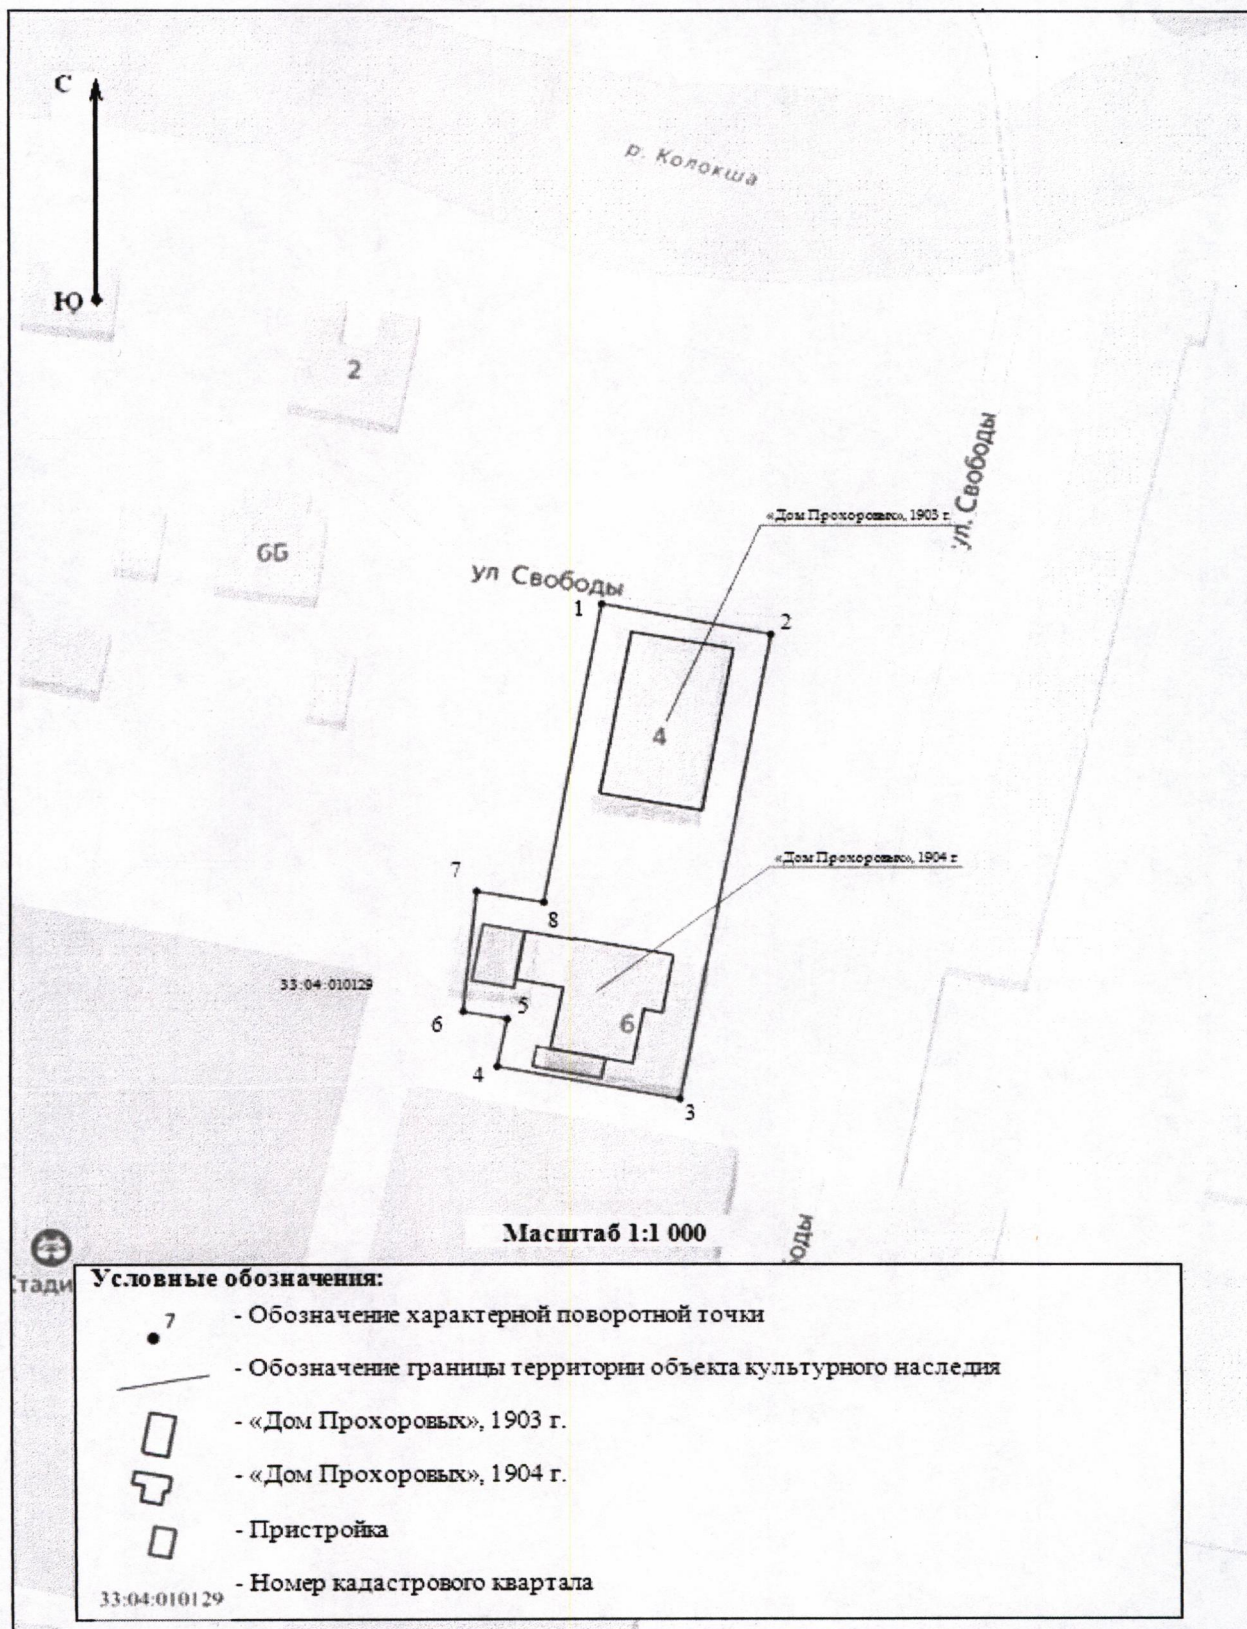 С
р. Колокша
Ю
2
ул. Свободы
«Дом Прохоровых», 1903 г.
6Б
ул Свободы
1
2
4
«Дом Прохоровых», 1904 г.
7
8
33:04:010129
5
6
6
4
3
Масштаб 1:1 000
Условные обозначения:
7 - Обозначение характерной поворотной точки
- Обозначение границы территории объекта культурного наследия
- «Дом Прохоровых», 1903 г.
- «Дом Прохоровых», 1904 г.
- Пристройка
33:04:010129 - Номер кадастрового квартала